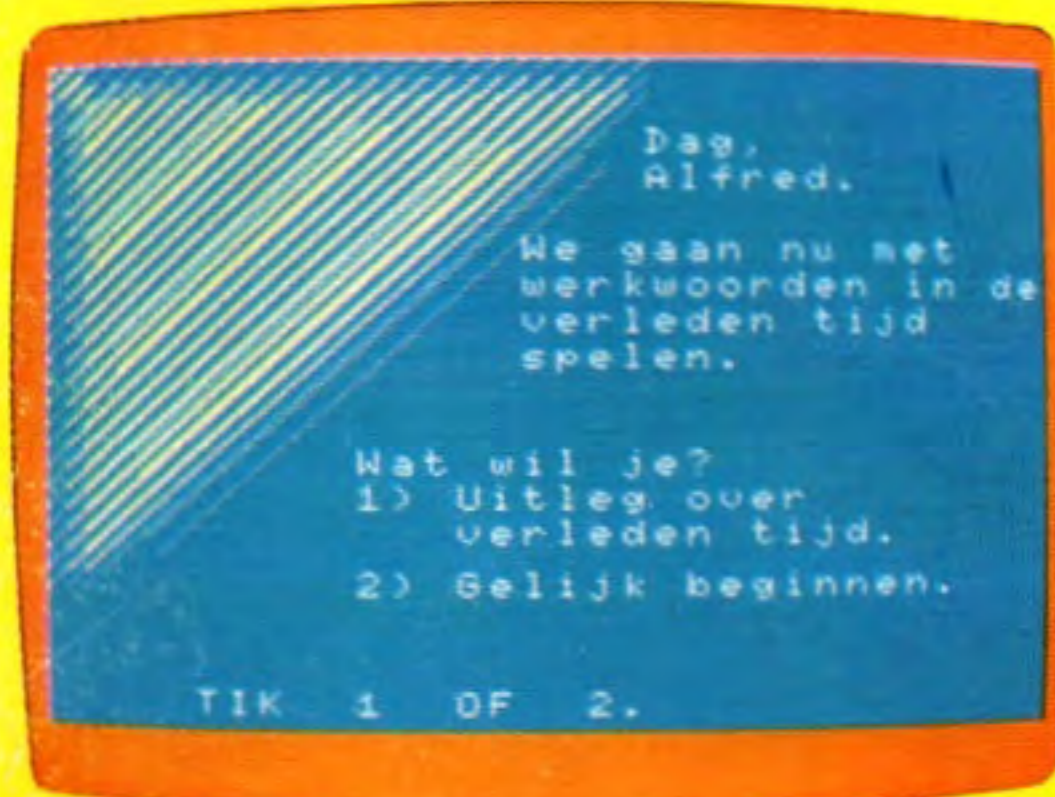 Dag,
Alfred.
We gaan nu met
werkwoorden in de
verleden tijd
spelen.
Wat wil je?
1) Uitleg over
verleden tijd.
2) Gelijk beginnen.
TIK 1 OF 2.